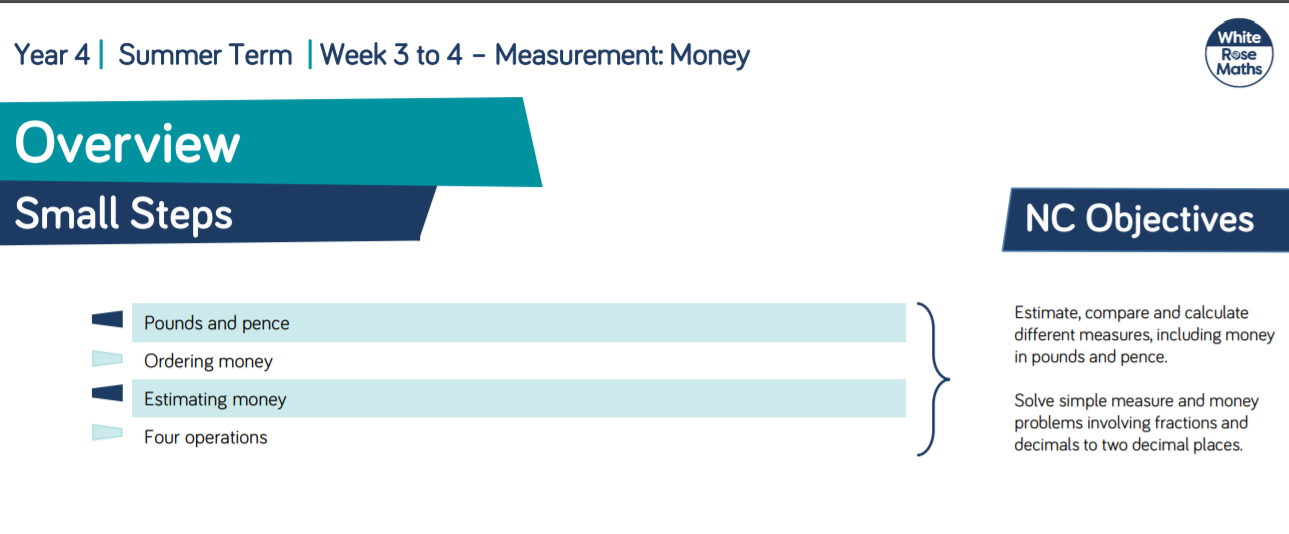 Year 4 | Summer Term | Week 3 to 4 – Measurement: Money
White
Rose
Maths
Overview
Small Steps
NC Objectives
Pounds and pence
Ordering money
Estimating money
Four operations
Estimate, compare and calculate
different measures, including money
in pounds and pence.
Solve simple measure and money
problems involving fractions and
decimals to two decimal places.